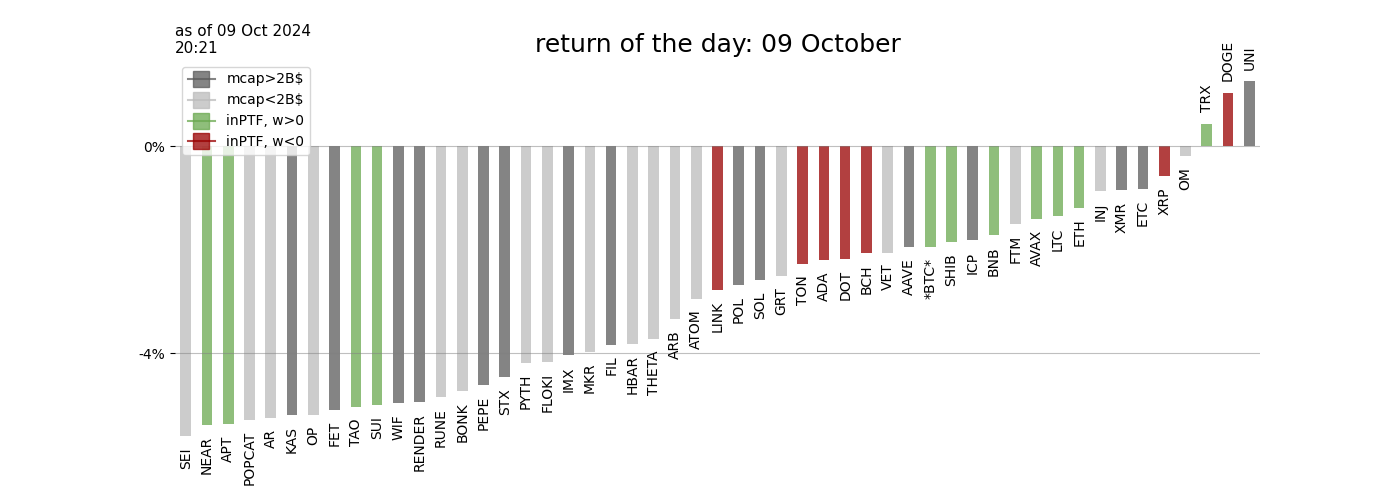 as of 09 Oct 2024
20:21
return of the day: 09 October
mcap>2B$
mcap<2B$
inPTF, w>0
inPTF, w<0
0%
-4%
SEI
NEAR
APT
POPCAT
AR
KAS
OP
FET
TAO
SUI
WIF
RENDER
RUNE
BONK
PEPE
STX
PYTH
FLOKI
IMX
MKR
FIL
HBAR
THETA
ARB
ATOM
LINK
POL
SOL
GRT
TON
ADA
DOT
BCH
VET
AAVE
*BTC*
SHIB
ICP
BNB
FTM
AVAX
LTC
ETH
INJ
XMR
ETC
XRP
OM
TRX
DOGE
UNI